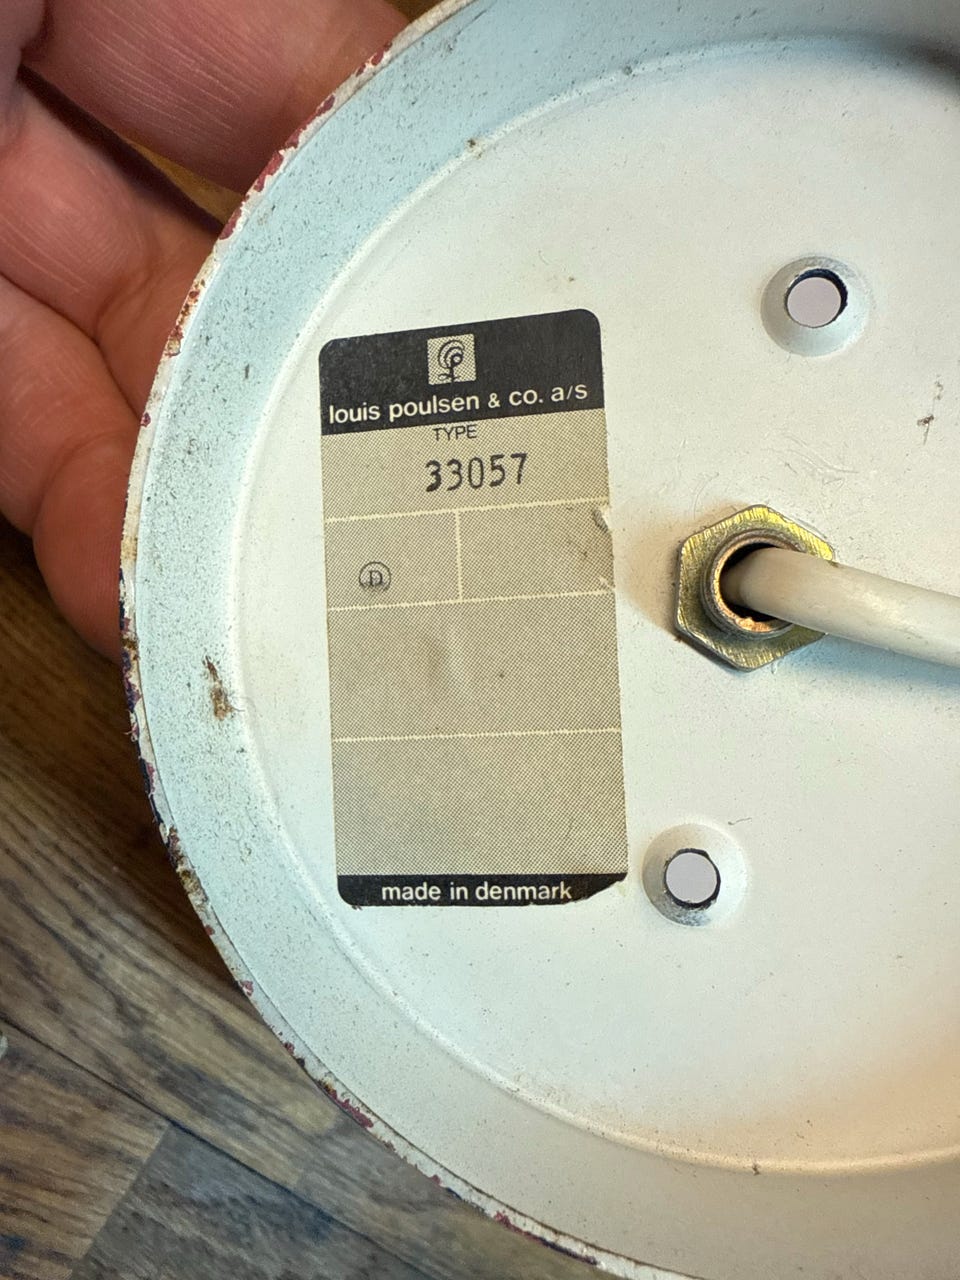 louis poulsen & co. a/s
TYPE
33057
D
made in denmark